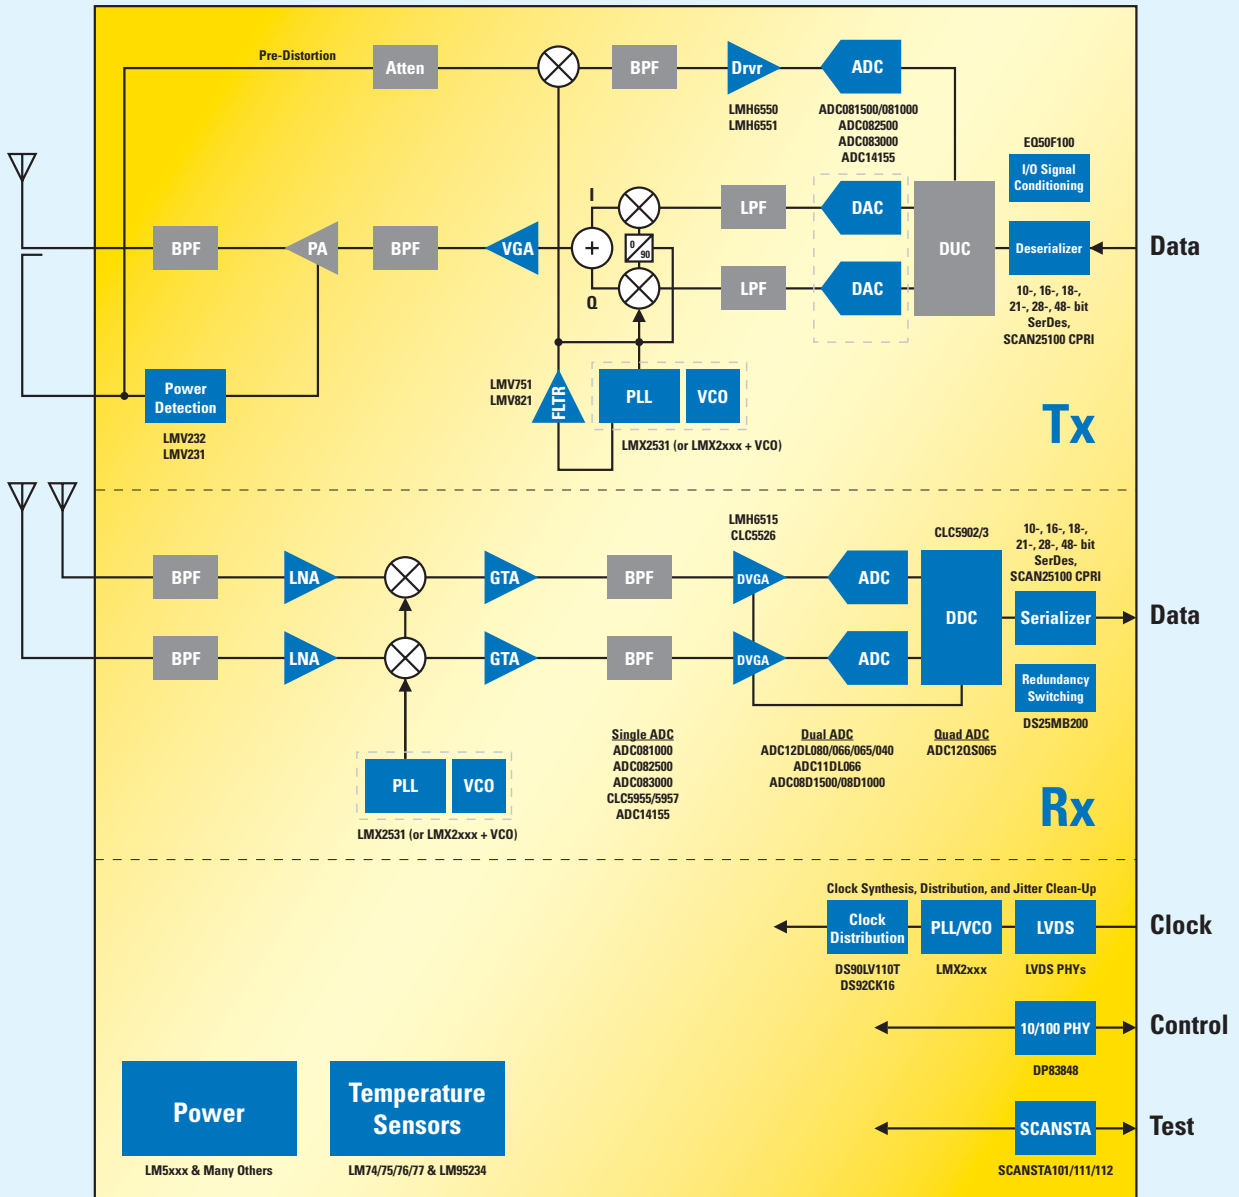 Pre-Distortion
Atten
BPF
Drvr
ADC
LMH6550
LMH6551
ADC081500/081000
ADC082500
ADC083000
ADC14155
EQ50F100
I/O Signal
Conditioning
I
LPF
DAC
BPF
PA
BPF
VGA
+
0
90
DUC
Deserializer
Data
Q
LPF
DAC
10-, 16-, 18-,
21-, 28-, 48- bit
SerDes,
SCAN25100 CPRI
Power
Detection
LMV232
LMV231
LMV751
LMV821
FLTR
PLL
VCO
LMX2531 (or LMX2xxx + VCO)
Tx
LMH6515
CLC5526
CLC5902/3
10-, 16-, 18-,
21-, 28-, 48- bit
SerDes,
SCAN25100 CPRI
BPF
LNA
GTA
BPF
DVGA
ADC
DDC
Serializer
Data
BPF
LNA
GTA
BPF
DVGA
ADC
Redundancy
Switching
DS25MB200
Single ADC
ADC081000
ADC082500
ADC083000
CLC5955/5957
ADC14155
Dual ADC
ADC12DL080/066/065/040
ADC11DL066
ADC08D1500/08D1000
Quad ADC
ADC12QS065
PLL
VCO
LMX2531 (or LMX2xxx + VCO)
Rx
Clock Synthesis, Distribution, and Jitter Clean-Up
Clock
Distribution
PLL/VCO
LVDS
Clock
DS90LV110T
DS92CK16
LMX2xxx
LVDS PHYs
10/100 PHY
Control
DP83848
Power
LM5xxx & Many Others
Temperature
Sensors
LM74/75/76/77 & LM95234
SCANSTA
Test
SCANSTA101/111/112